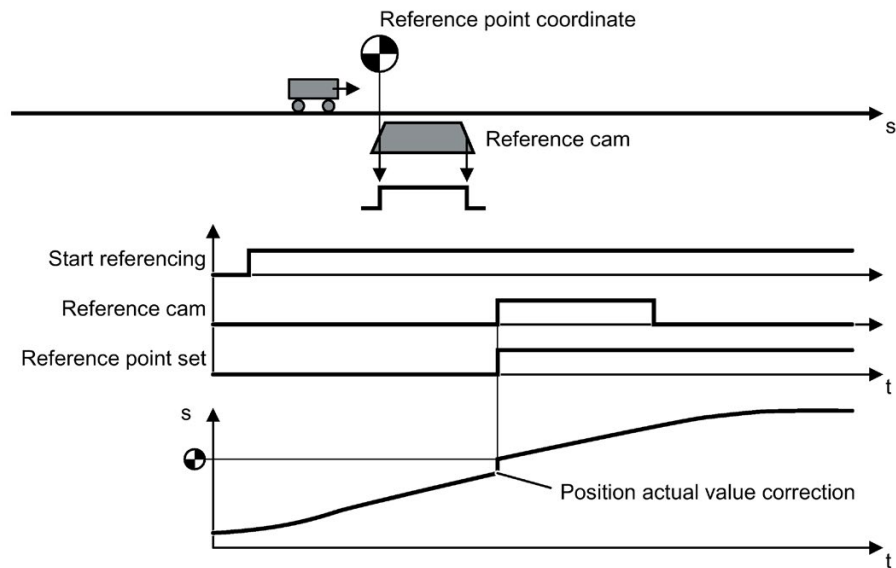 Reference point coordinate
s
Reference cam
Start referencing
Reference cam
Reference point set
t
s
Position actual value correction
t